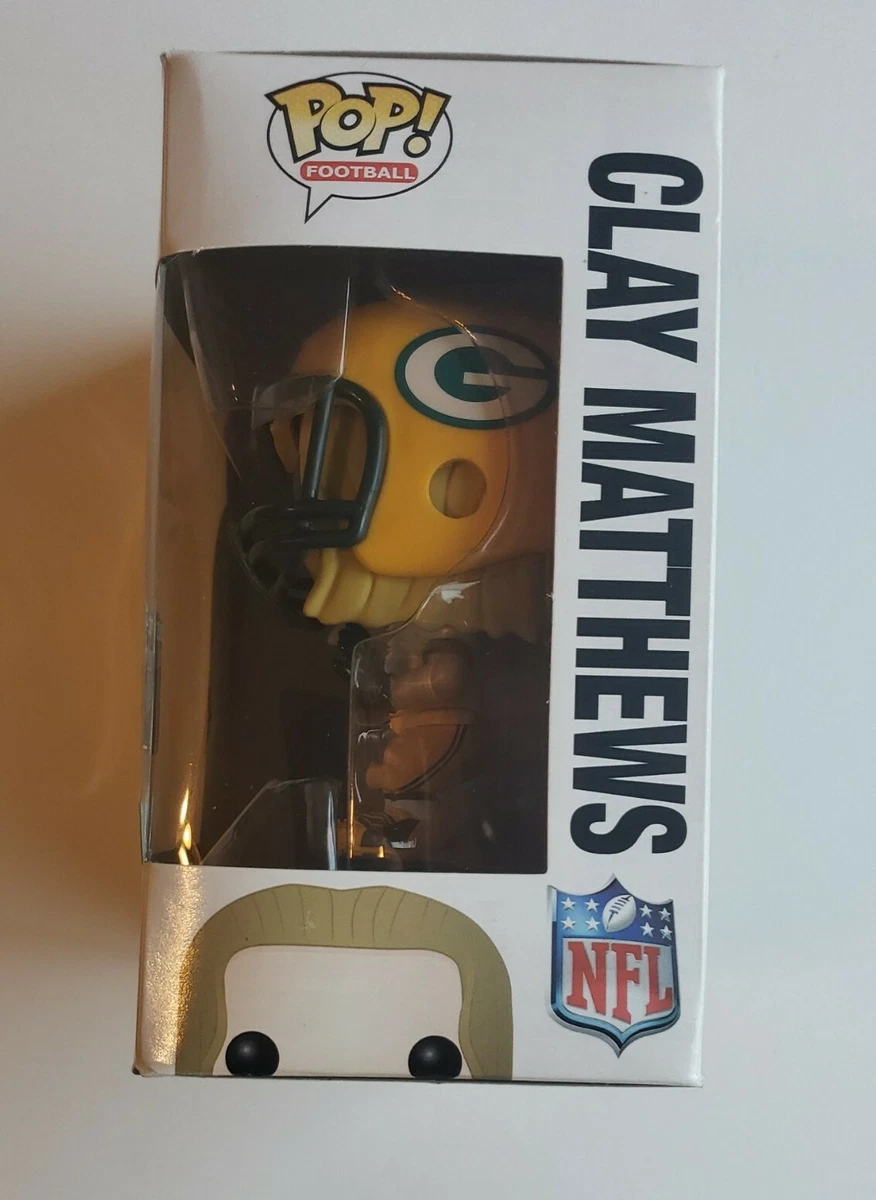 POP!
FOOTBALL
CLAY MATTHEWS
G
NFL